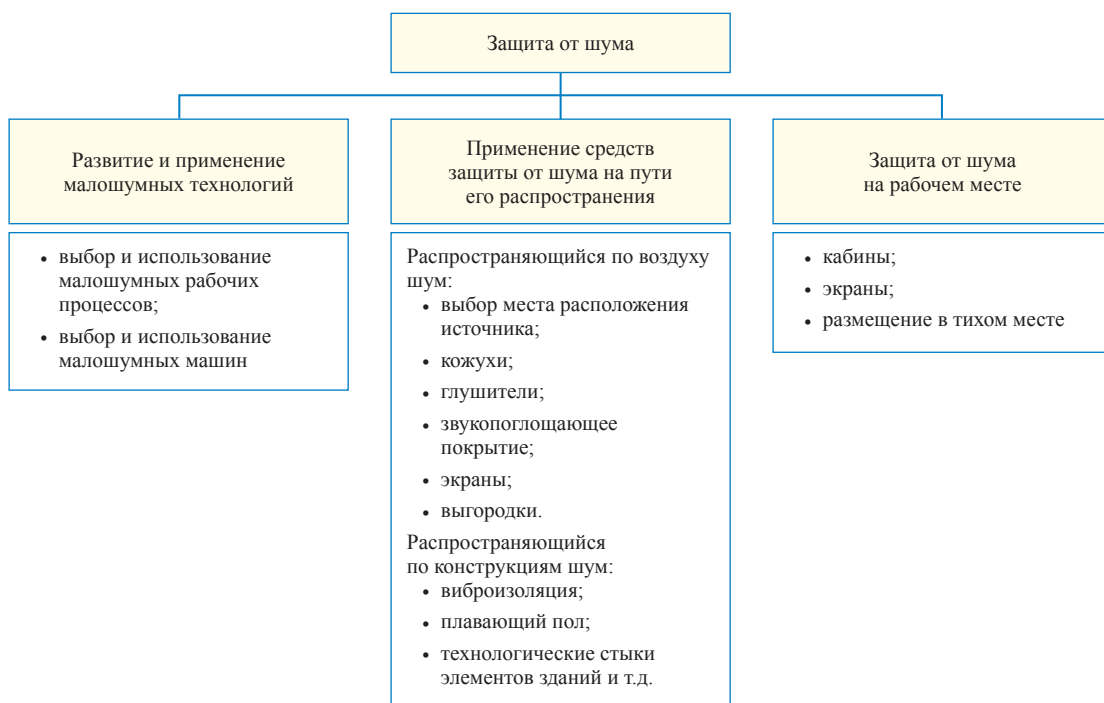 Защита от шума
Развитие и применение
малошумных технологий
Применение средств
защиты от шума на пути
его распространения
Защита от шума
на рабочем месте
• выбор и использование
малошумных рабочих
процессов;
• выбор и использование
малошумных машин
Распространяющийся по воздуху
шум:
• выбор места расположения
источника;
• кожухи;
• глушители;
• звукопоглощающее
покрытие;
• экраны;
• выгородки.
Распространяющийся
по конструкциям шум:
• виброизоляция;
• плавающий пол;
• технологические стыки
элементов зданий и т.д.
• кабины;
• экраны;
• размещение в тихом месте